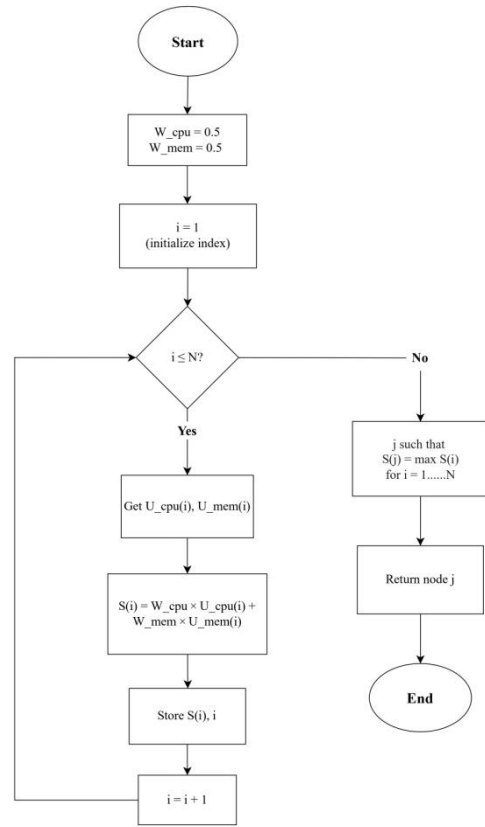 Start
W_cpu = 0.5
W_mem = 0.5
i = 1
(initialize index)
i ≤ N?
No
Yes
j such that
S(j) = max S(i)
for i = 1......N
Get U_cpu(i), U_mem(i)
Return node j
S(i) = W_cpu × U_cpu(i) +
W_mem × U_mem(i)
End
Store S(i), i
i = i + 1